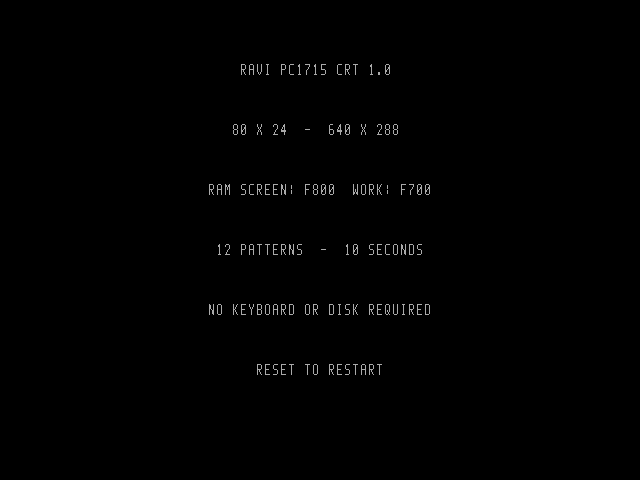 RAVI PC1715 CRT 1.0
80 X 24  -  640 X 288
RAM SCREEN: F800  WORK: F700
12 PATTERNS  -  10 SECONDS
NO KEYBOARD OR DISK REQUIRED
RESET TO RESTART